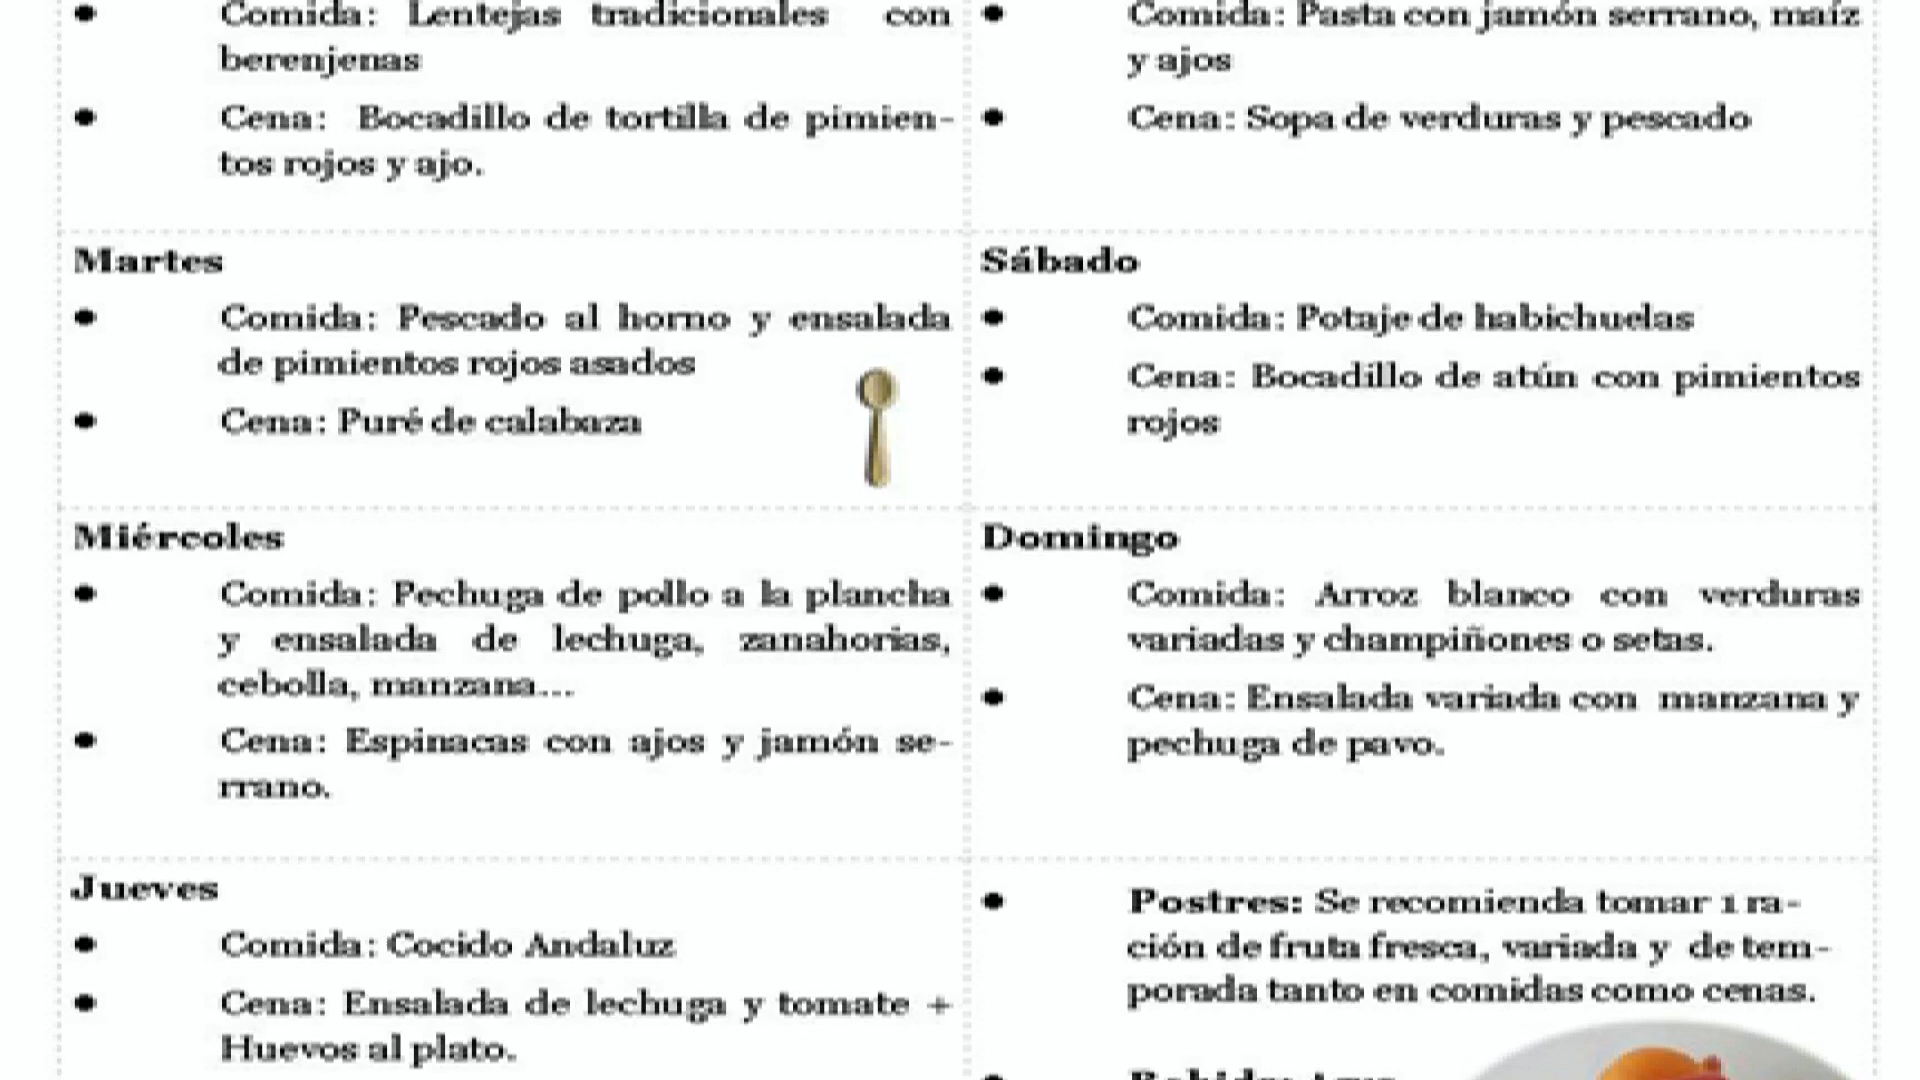 Comida: Lentejas tradicionales con
berenjenas
Cena: Bocadillo de tortilla de pimien-
tos rojos y ajo.
Martes
Comida: Pescado al horno y ensalada
de pimientos rojos asados
Cena: Puré de calabaza
Miércoles
Comida: Pechuga de pollo a la plancha
y ensalada de lechuga, zanahorias,
cebolla, manzana...
Cena: Espinacas con ajos y jamón se-
rrano.
Jueves
Comida: Cocido Andaluz
Cena: Ensalada de lechuga y tomate +
Huevos al plato.
Comida: Pasta con jamón serrano, maíz
y ajos
Cena: Sopa de verduras y pescado
Sábado
Comida: Potaje de habichuelas
Cena: Bocadillo de atún con pimientos
rojos
Domingo
Comida: Arroz blanco con verduras
variadas y champiñones o setas.
Cena: Ensalada variada con manzana y
pechuga de pavo.
Postres: Se recomienda tomar 1 ra-
ción de fruta fresca, variada y de tem-
porada tanto en comidas como cenas.